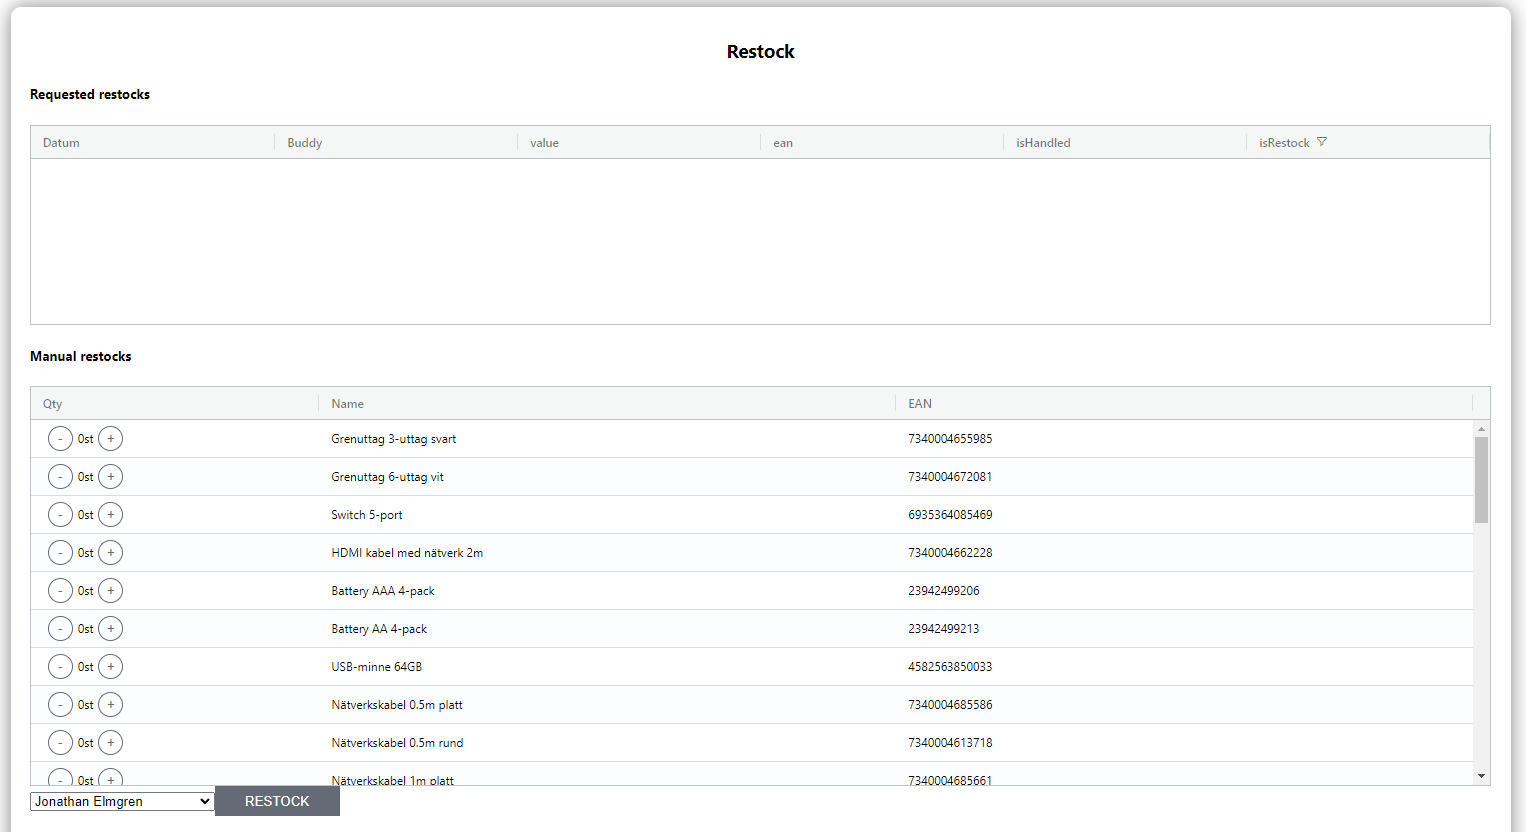 Restock
Requested restocks
Datum Buddy value ean isHandled isRestock
Manual restocks
Qty Name EAN
- 0st + Grenuttag 3-uttag svart 7340004655985
- 0st + Grenuttag 6-uttag vit 7340004672081
- 0st + Switch 5-port 6935364085469
- 0st + HDMI kabel med nätverk 2m 7340004662228
- 0st + Battery AAA 4-pack 23942499206
- 0st + Battery AA 4-pack 23942499213
- 0st + USB-minne 64GB 4582563850033
- 0st + Nätverkskabel 0.5m platt 7340004685586
- 0st + Nätverkskabel 0.5m rund 7340004613718
- 0st + Nätverkskabel 1m platt 7340004685661
Jonathan Elmgren RESTOCK